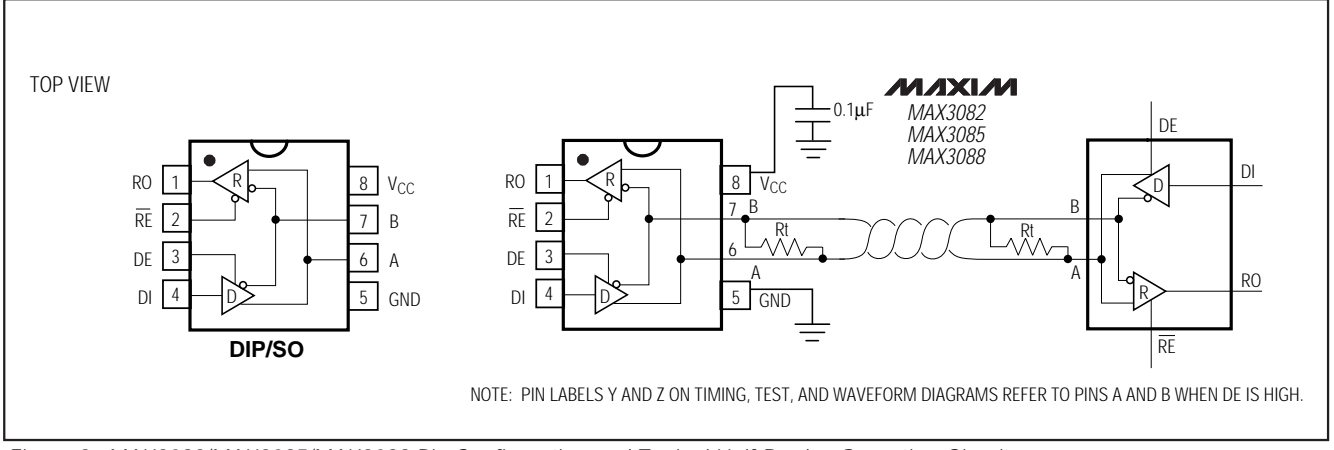 TOP VIEW
MAXIM
MAX3082
MAX3085
MAX3088
0.1µF
RO 1
RE 2
DE 3
DI 4
R
D
8 VCC
7 B
6 A
5 GND
DIP/SO
RO 1
RE 2
DE 3
DI 4
R
D
8 VCC
7 B
6 A
5 GND
Rt
Rt
B
A
DE
D
DI
R
RO
RE
NOTE: PIN LABELS Y AND Z ON TIMING, TEST, AND WAVEFORM DIAGRAMS REFER TO PINS A AND B WHEN DE IS HIGH.